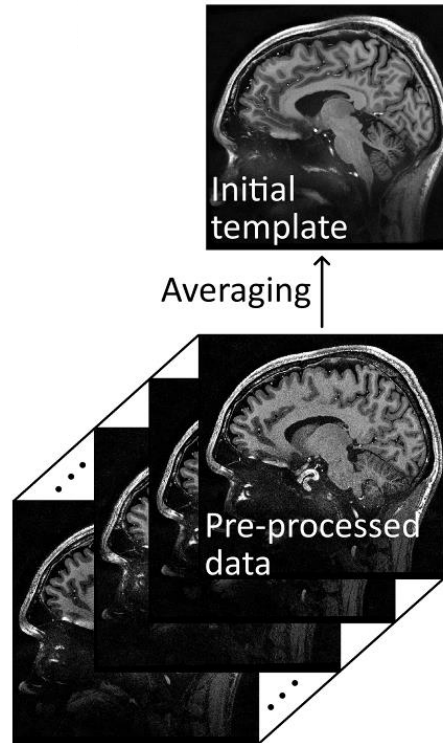 Initial
template
Averaging
Pre-processed
data